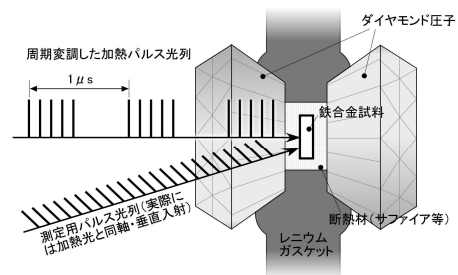 ダイヤモンド圧子
周期変調した加熱パルス光列
1μs
鉄合金試料
測定用パルス光列(実際に
は加熱光と同軸・垂直入射)
断熱材(サファイア等)
レニウム
ガスケット